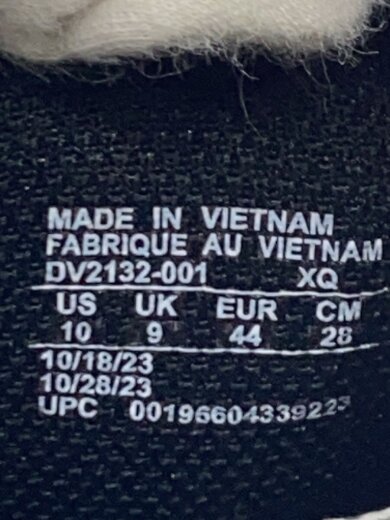 MADE IN VIETNAM
FABRIQUE AU VIETNAM
DV2132-001 XQ
US UK EUR CM
10 9 44 28
10/18/23
10/28/23
UPC 00196604339223